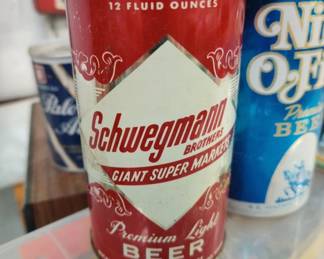 12 FLUID OUNCES
Schwegmann
BROTHERS
GIANT SUPER MARKETS
Premium Light
BEER
Ni
O-F
BEE